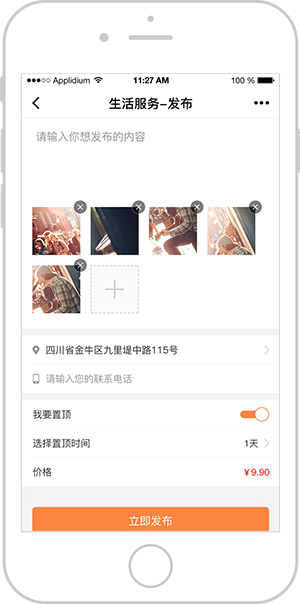 Applidium
11:27 AM
100 %
生活服务-发布
请输入你想发布的内容
四川省金牛区九里堤中路115号
请输入您的联系电话
我要置顶
选择置顶时间
1天
价格
¥9.90
立即发布